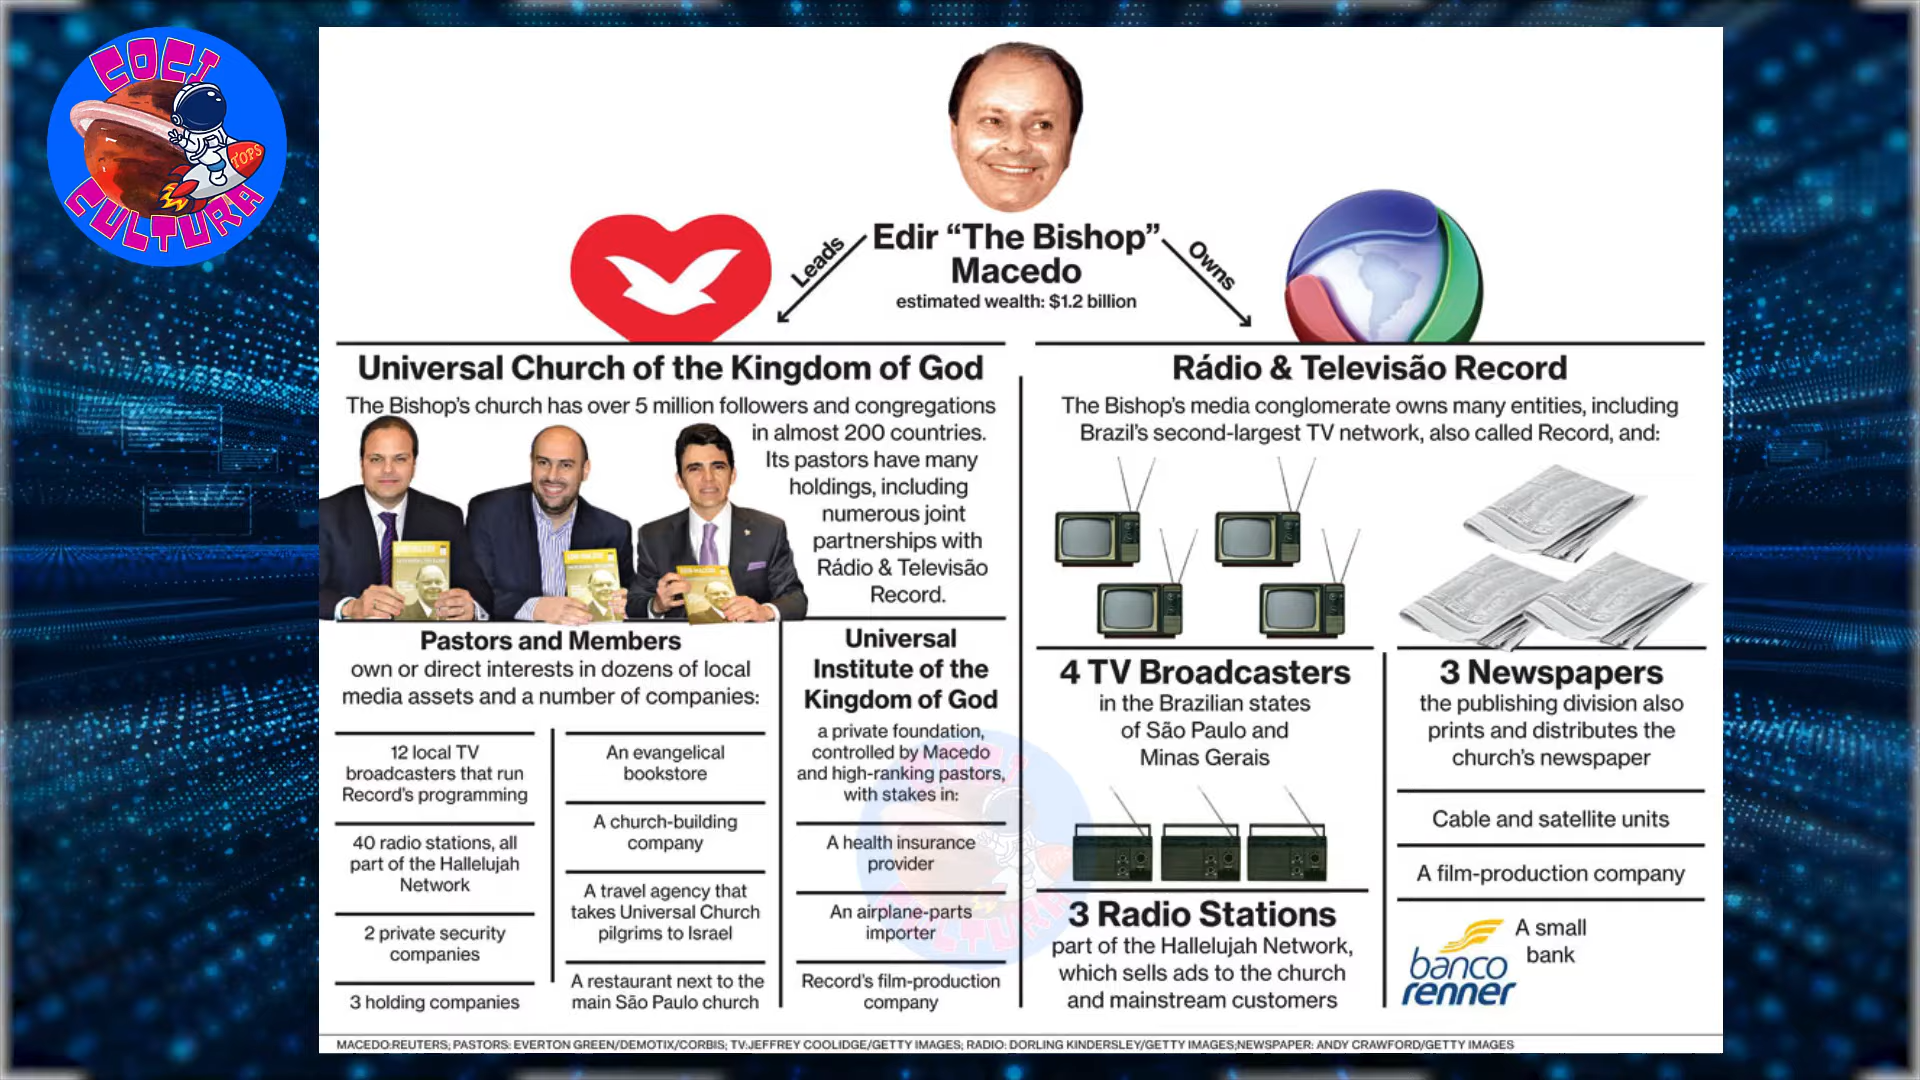 COCI
TOPS
CULTURA
Edir “The Bishop”
Macedo
estimated wealth: $1.2 billion
Leads
Owns
Universal Church of the Kingdom of God
The Bishop’s church has over 5 million followers and congregations
in almost 200 countries.
Its pastors have many
holdings, including
numerous joint
partnerships with
Rádio & Televisão
Record.
Pastors and Members
own or direct interests in dozens of local
media assets and a number of companies:
12 local TV
broadcasters that run
Record’s programming
40 radio stations, all
part of the Hallelujah
Network
2 private security
companies
3 holding companies
An evangelical
bookstore
A church-building
company
A travel agency that
takes Universal Church
pilgrims to Israel
A restaurant next to the
main São Paulo church
Universal
Institute of the
Kingdom of God
a private foundation,
controlled by Macedo
and high-ranking pastors,
with stakes in:
A health insurance
provider
An airplane-parts
importer
Record’s film-production
company
Rádio & Televisão Record
The Bishop’s media conglomerate owns many entities, including
Brazil’s second-largest TV network, also called Record, and:
4 TV Broadcasters
in the Brazilian states
of São Paulo and
Minas Gerais
3 Radio Stations
part of the Hallelujah Network,
which sells ads to the church
and mainstream customers
3 Newspapers
the publishing division also
prints and distributes the
church’s newspaper
Cable and satellite units
A film-production company
banco
renner
A small
bank
MACEDO:REUTERS; PASTORS: EVERTON GREEN/DEMOTIX/CORBIS; TV:JEFFREY COOLIDGE/GETTY IMAGES; RADIO: DORLING KINDERSLEY/GETTY IMAGES;NEWSPAPER: ANDY CRAWFORD/GETTY IMAGES